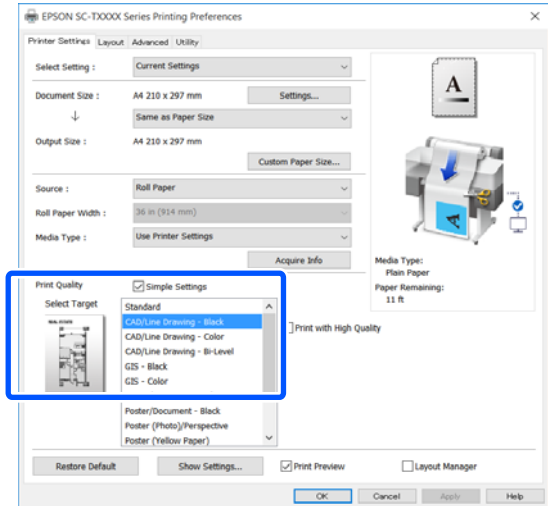 EPSON SC-TXXXX Series Printing Preferences
Printer Settings Layout Advanced Utility
Select Setting : Current Settings
Document Size : A4 210 x 297 mm Settings...
Same as Paper Size
Output Size : A4 210 x 297 mm
Custom Paper Size...
Source : Roll Paper
Roll Paper Width : 36 in (914 mm)
Media Type : Use Printer Settings
Acquire Info
A
Media Type:
Plain Paper
Paper Remaining:
11 ft
Print Quality Simple Settings
Select Target
Standard
CAD/Line Drawing - Black
CAD/Line Drawing - Color
CAD/Line Drawing - Bi-Level
GIS - Black
GIS - Color
Print with High Quality
Poster/Document - Black
Poster (Photo)/Perspective
Poster (Yellow Paper)
Restore Default Show Settings... Print Preview Layout Manager
OK Cancel Apply Help